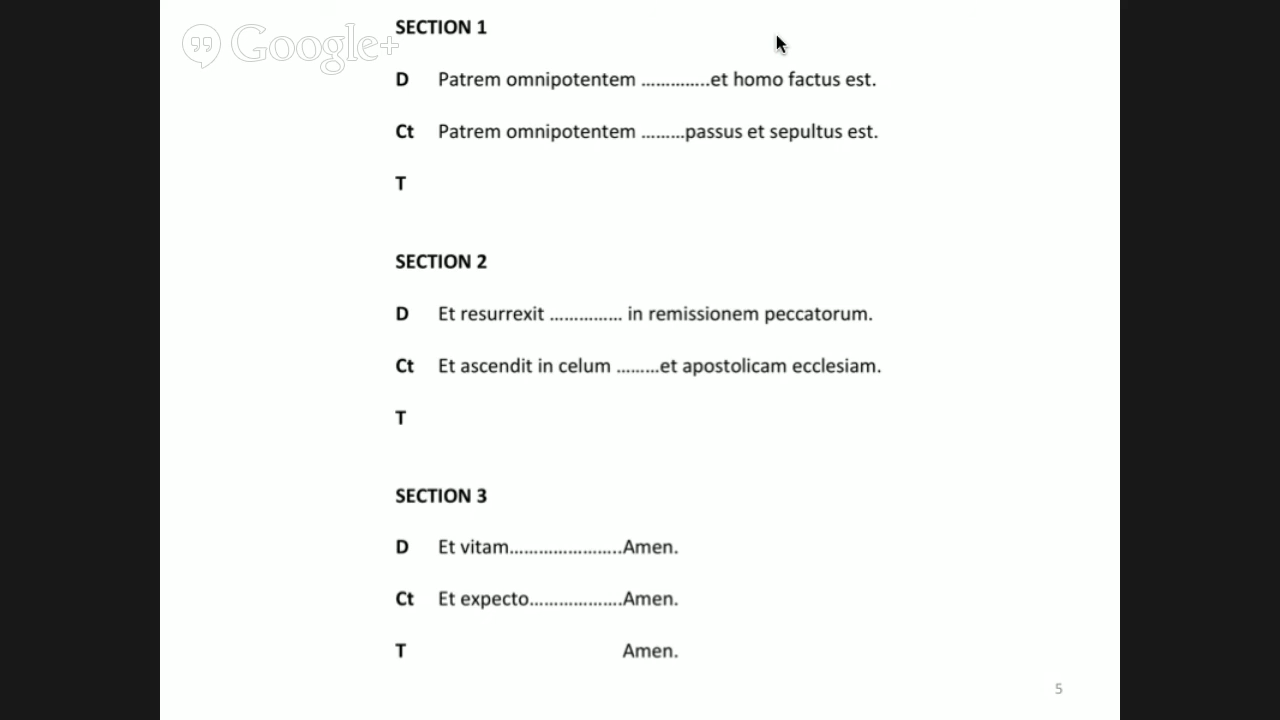 SECTION 1
Google+
D Patrem omnipotentem …………..et homo factus est.
Ct Patrem omnipotentem ………passus et sepultus est.
T
SECTION 2
D Et resurrexit …………… in remissionem peccatorum.
Ct Et ascendit in celum ………et apostolicam ecclesiam.
T
SECTION 3
D Et vitam…………………..Amen.
Ct Et expecto……………….Amen.
T Amen.
5